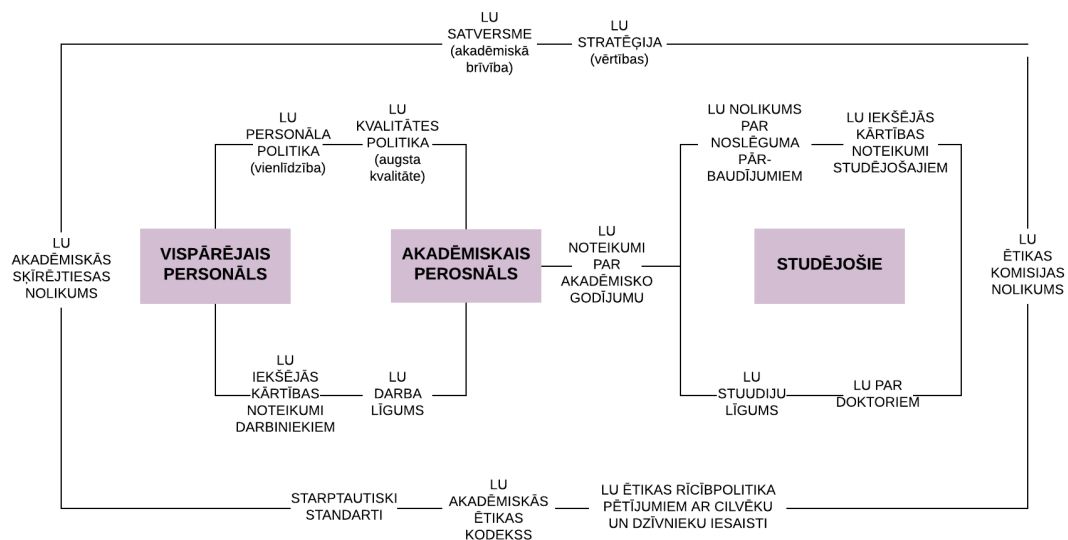 LU
SATVERSME
(akadēmiskā
brīvība)
LU
STRATĒĢIJA
(vērtības)
LU
PERSONĀLA
POLITIKA
(vienlīdzība)
LU
KVALITĀTES
POLITIKA
(augsta
kvalitāte)
LU NOLIKUMS
PAR
NOSLĒGUMA
PĀR-
BAUDĪJUMIEM
LU IEKŠĒJĀS
KĀRTĪBAS
NOTEIKUMI
STUDĒJOŠAJIEM
LU
AKADĒMISKĀS
SĶĪRĒJTIESAS
NOLIKUMS
VISPĀRĒJAIS
PERSONĀLS
AKADĒMISKAIS
PEROSNĀLS
LU
NOTEIKUMI
PAR
AKADĒMISKO
GODĪJUMU
STUDĒJOŠIE
LU
ĒTIKAS
KOMISIJAS
NOLIKUMS
LU
IEKŠĒJĀS
KĀRTĪBAS
NOTEIKUMI
DARBINIEKIEM
LU
DARBA
LĪGUMS
LU
STUUDIJU
LĪGUMS
LU PAR
DOKTORIEM
STARPTAUTISKI
STANDARTI
LU
AKADĒMISKĀS
ĒTIKAS
KODEKSS
LU ĒTIKAS RĪCĪBPOLITIKA
PĒTĪJUMIEM AR CILVĒKU
UN DZĪVNIEKU IESAISTI